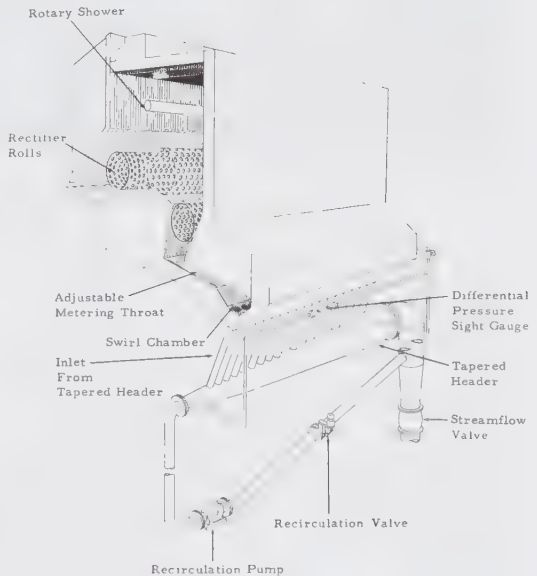 Rotary Shower
Rectifier
Rolls
Adjustable
Metering Throat
Swirl Chamber
Inlet
From
Tapered Header
Differential
Pressure
Sight Gauge
Tapered
Header
Streamflow
Valve
Recirculation Valve
Recirculation Pump